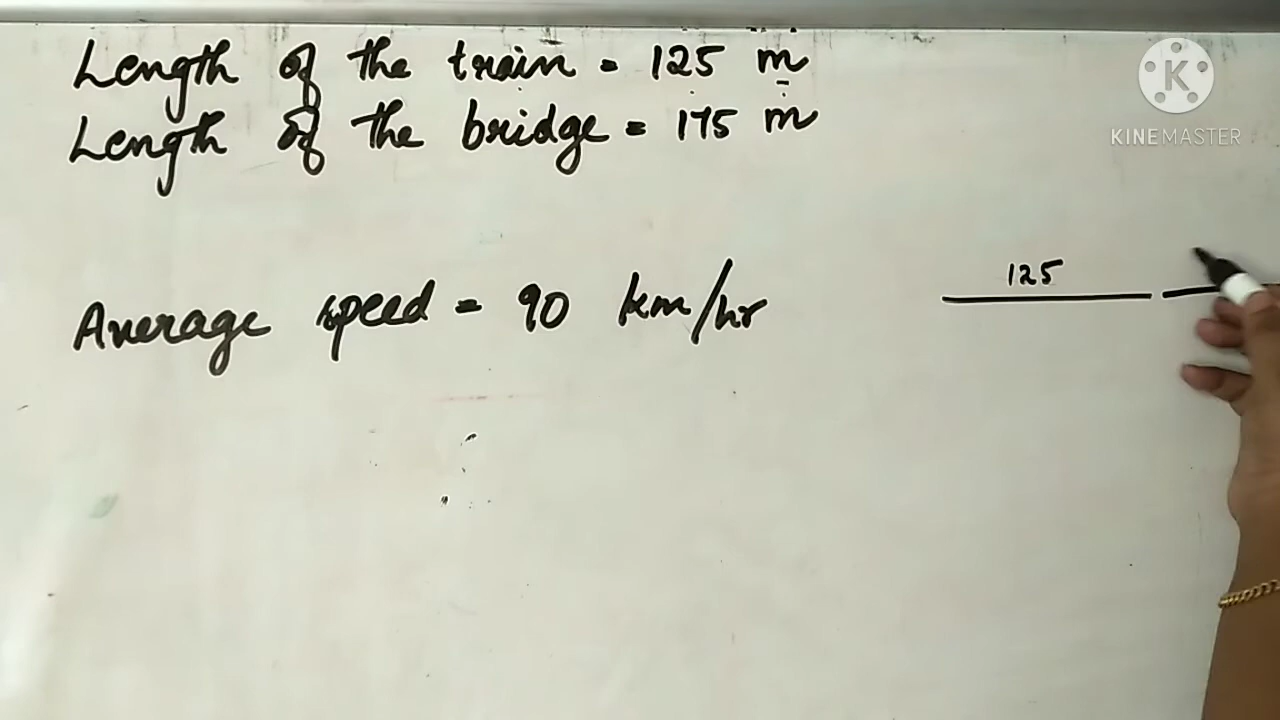 Length of the train = 125 m
Length of the bridge = 175 m
Average speed = 90 km/hr
125
K
KINEMASTER